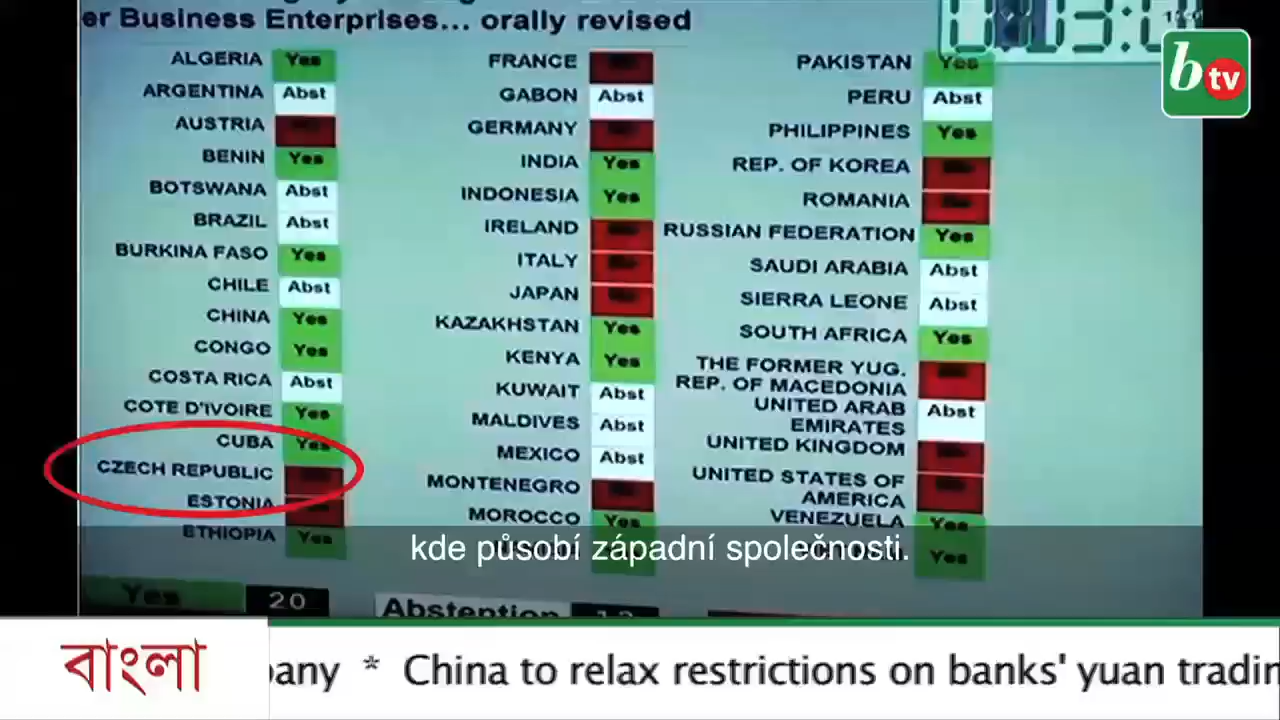 er Business Enterprises... orally revised
btv
ALGERIA Yes
ARGENTINA Abst
AUSTRIA
BENIN Yes
BOTSWANA Abst
BRAZIL Abst
BURKINA FASO Yes
CHILE Abst
CHINA Yes
CONGO Yes
COSTA RICA Abst
COTE D'IVOIRE Yes
CUBA Yes
CZECH REPUBLIC
ESTONIA
ETHIOPIA Yes
FRANCE
GABON Abst
GERMANY
INDIA Yes
INDONESIA Yes
IRELAND
ITALY
JAPAN
KAZAKHSTAN Yes
KENYA Yes
KUWAIT Abst
MALDIVES Abst
MEXICO Abst
MONTENEGRO
MOROCCO Yes
PAKISTAN Yes
PERU Abst
PHILIPPINES Yes
REP. OF KOREA
ROMANIA
RUSSIAN FEDERATION Yes
SAUDI ARABIA Abst
SIERRA LEONE Abst
SOUTH AFRICA Yes
THE FORMER YUG.
REP. OF MACEDONIA
UNITED ARAB Abst
EMIRATES
UNITED KINGDOM
UNITED STATES OF
AMERICA
VENEZUELA Yes
Yes
kde působí západní společnosti.
Yes 20 Abstention
বাংলা
pany * China to relax restrictions on banks' yuan tradin